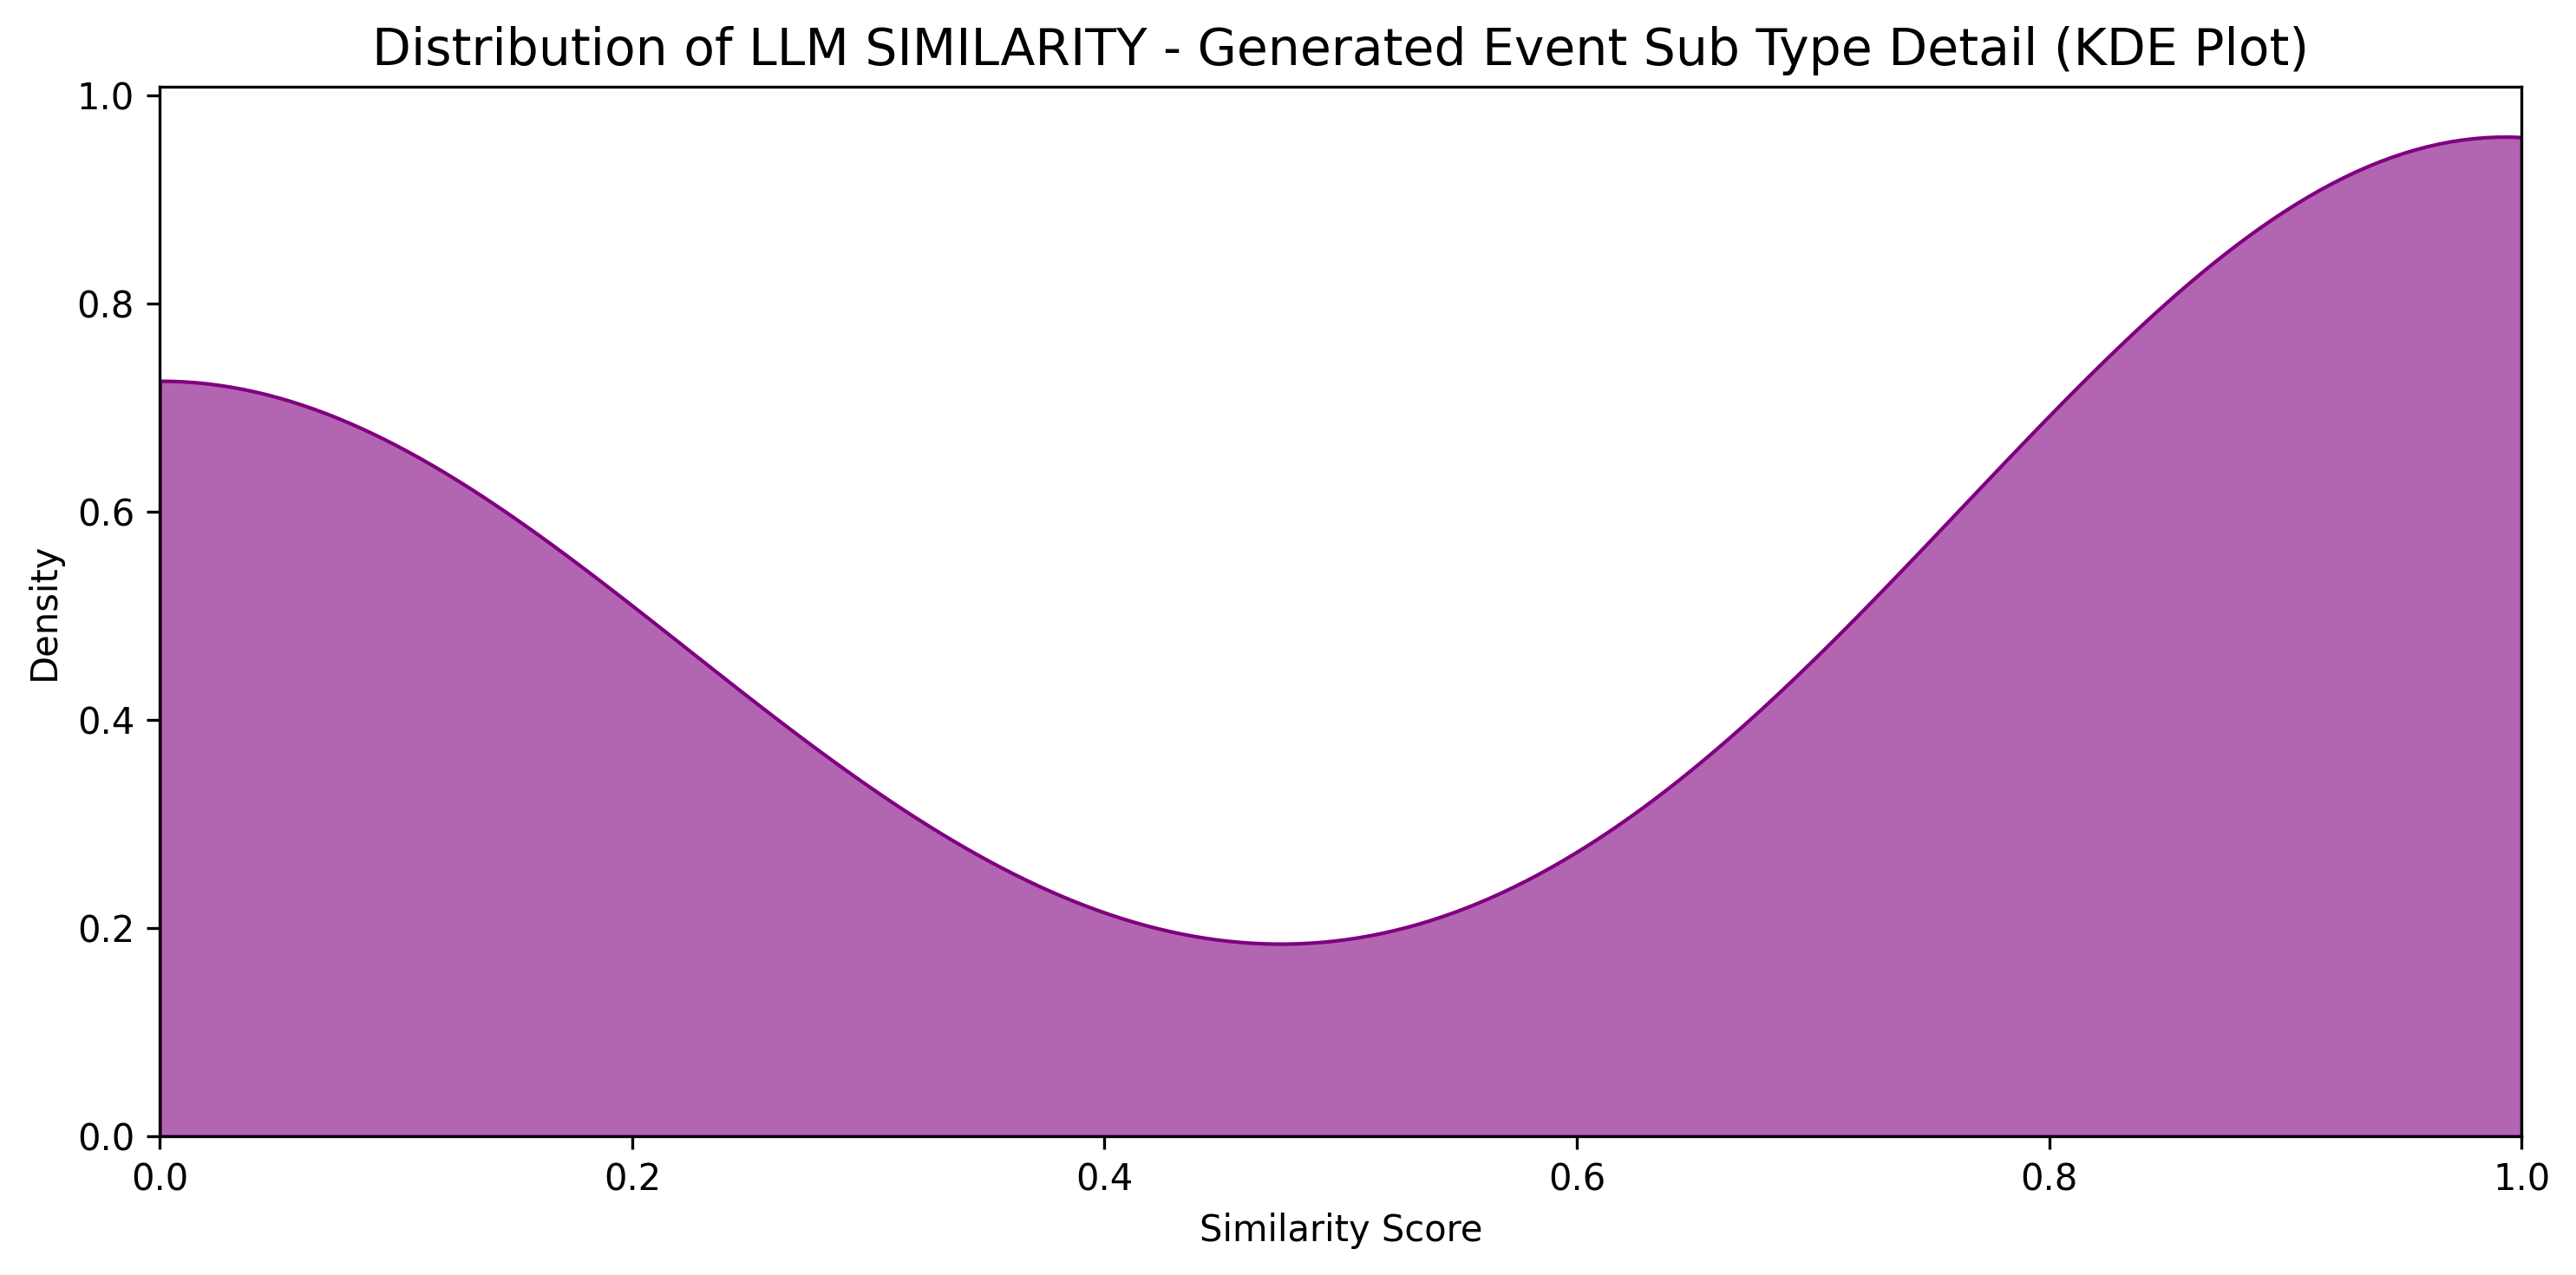 Distribution of LLM SIMILARITY - Generated Event Sub Type Detail (KDE Plot)
1.0
0.8
0.6
0.4
0.2
0.0
Density
0.0 0.2 0.4 0.6 0.8 1.0
Similarity Score